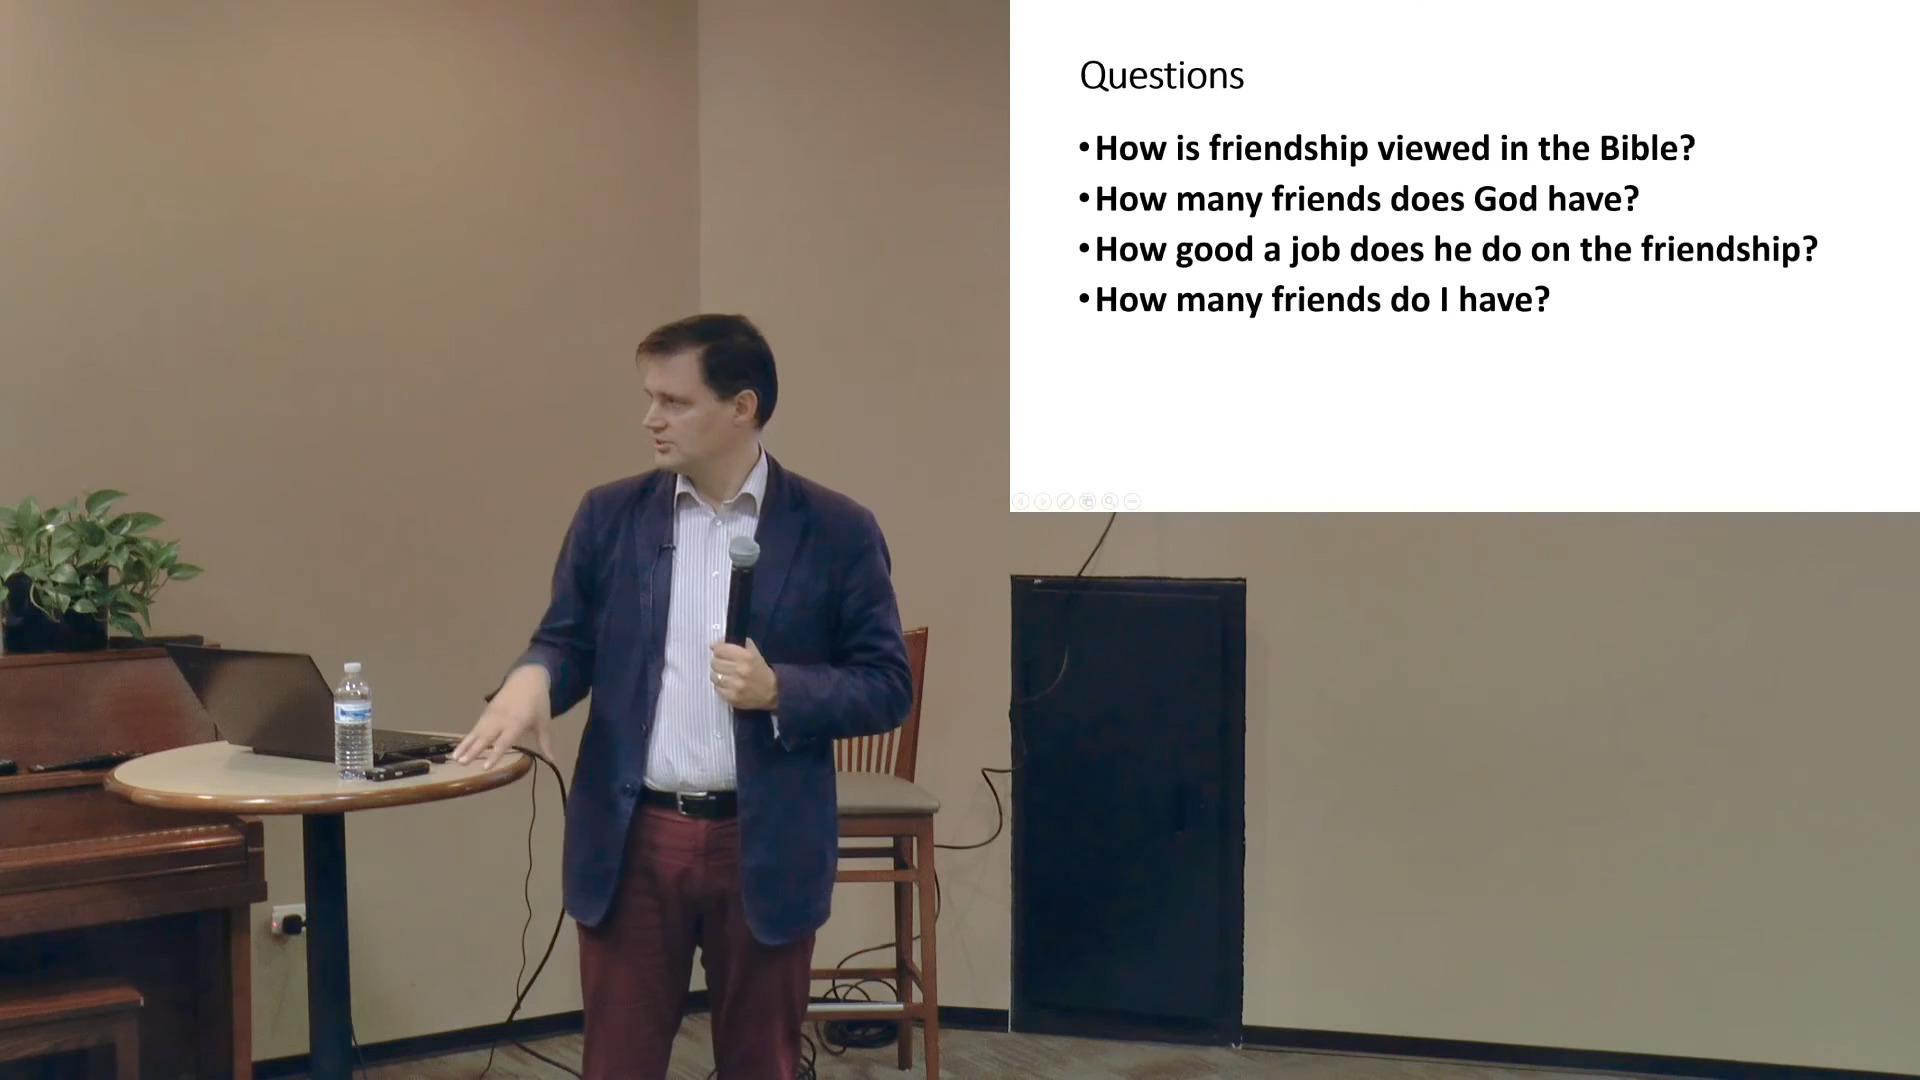 Questions
•How is friendship viewed in the Bible?
•How many friends does God have?
•How good a job does he do on the friendship?
•How many friends do I have?